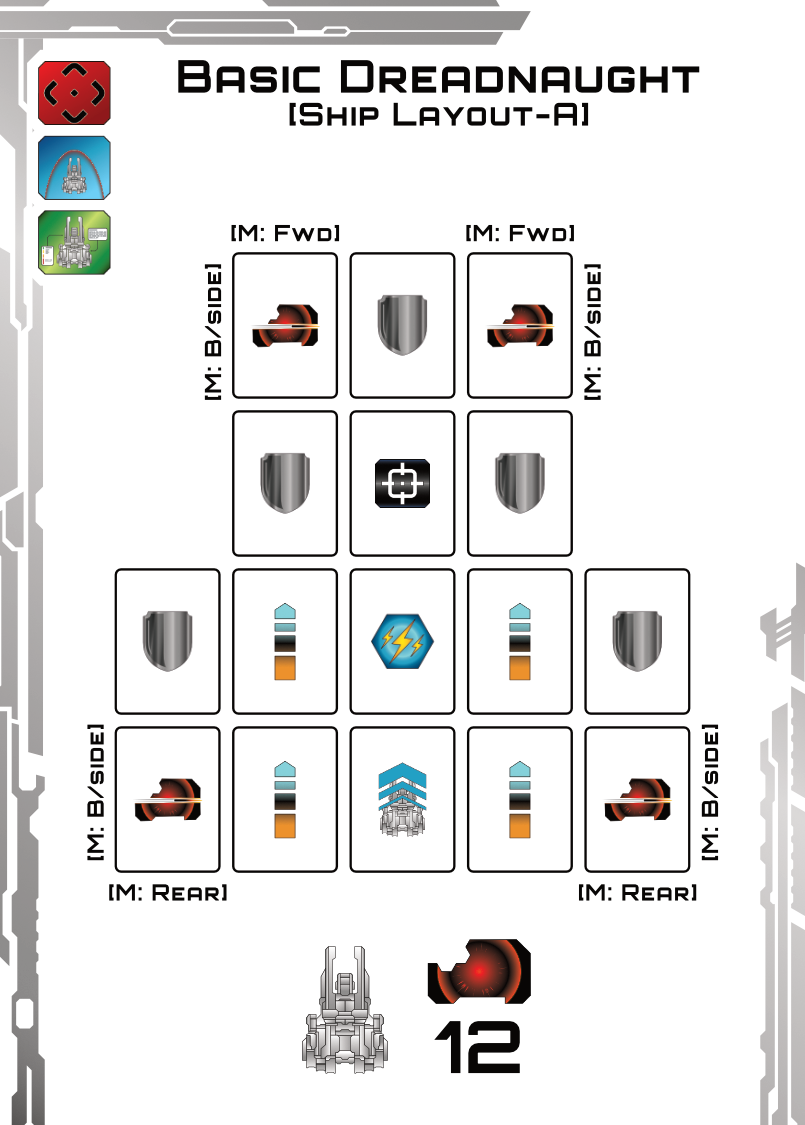 Basic Dreadnaught
[Ship Layout-A]
[M: Fwd] [M: Fwd]
[M: B/side] [M: B/side]
[M: B/side] [M: B/side]
[M: Rear] [M: Rear]
12